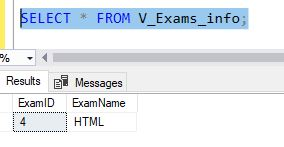 SELECT * FROM V_Exams_info;
%
Results Messages
ExamID ExamName
4 HTML